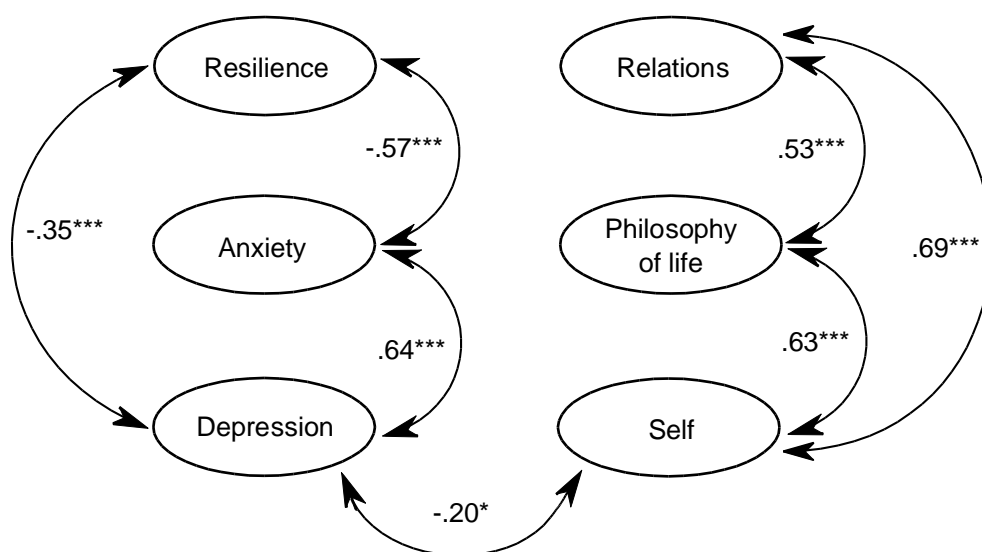 Resilience
Relations
-.57***
.53***
-.35***
Anxiety
Philosophy
of life
.69***
.64***
.63***
Depression
Self
-.20*